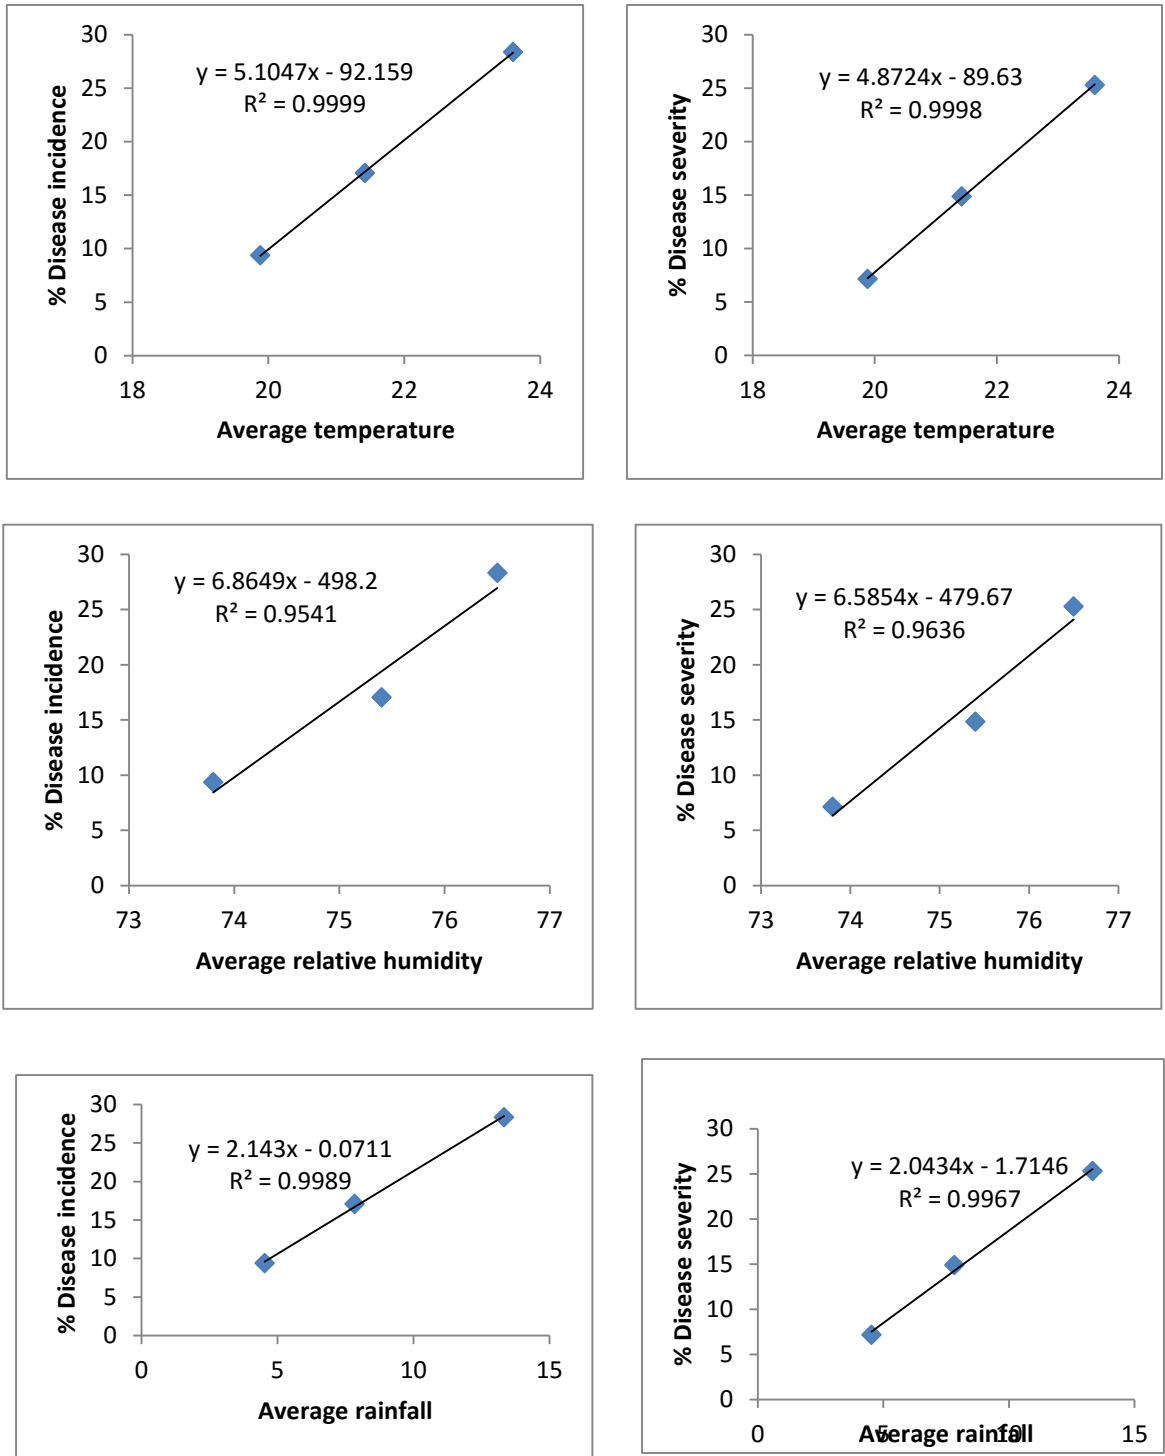 30
25
20
15
10
5
0
% Disease incidence
y = 5.1047x - 92.159
R² = 0.9999
18 20 22 24
Average temperature
30
25
20
15
10
5
0
% Disease severity
y = 4.8724x - 89.63
R² = 0.9998
18 20 22 24
Average temperature
30
25
20
15
10
5
0
% Disease incidence
y = 6.8649x - 498.2
R² = 0.9541
73 74 75 76 77
Average relative humidity
30
25
20
15
10
5
0
% Disease severity
y = 6.5854x - 479.67
R² = 0.9636
73 74 75 76 77
Average relative humidity
30
25
20
15
10
5
0
% Disease incidence
y = 2.143x - 0.0711
R² = 0.9989
0 5 10 15
Average rainfall
30
25
20
15
10
5
0
% Disease severity
y = 2.0434x - 1.7146
R² = 0.9967
0 5 10 15
Average rainfall